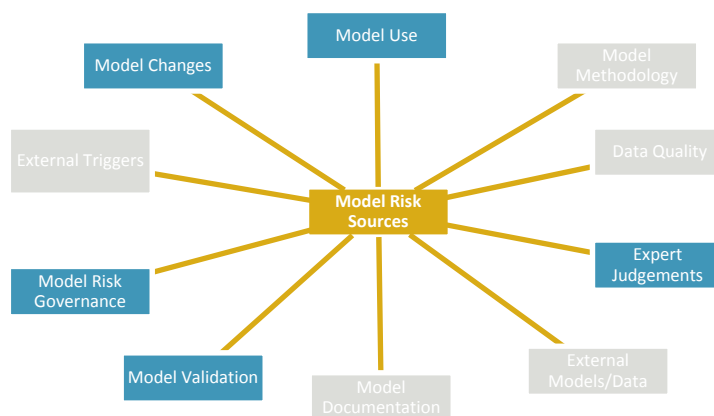 Model Use
Model Changes
Model
Methodology
External Triggers
Data Quality
Model Risk
Sources
Model Risk
Governance
Expert
Judgements
Model Validation
External
Models/Data
Model
Documentation